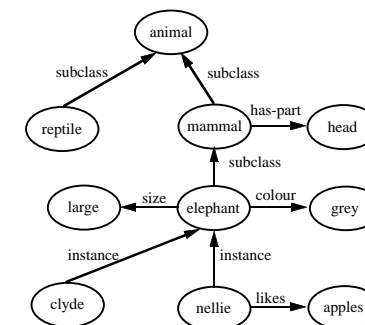 animal
subclass subclass
has-part
reptile mammal head
subclass
size colour
large elephant grey
instance instance
likes
clyde nellie apples